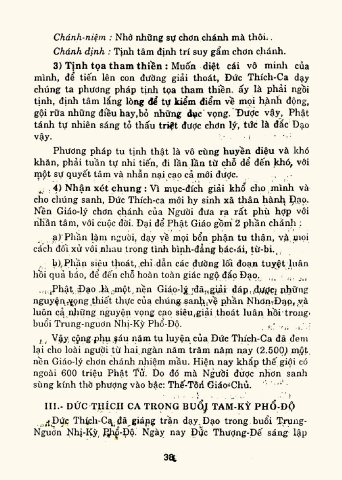 Chánh-niệm : Nhớ những sự chơn chánh mà thôi..
Chánh định : Tịnh tâm định trí suy gẩm chơn chánh.
3) Tịnh tọa tham thiền : Muốn diệt cái vô minh của
mình, để tiến lên con đường giải thoát, Đức Thích-Ca dạy
chúng ta phương pháp tịnh tọa tham thiền. ấy là phải ngồi
tịnh, định tâm lắng lòng để tự kiểm điểm về mọi hành động,
gội rửa những điều hay,bỏ những dục vọng. Được vậy, Phật
tánh tự nhiên sáng tỏ thấu triệt được chơn lý, tức là đắc Đạo
vậy.
Phương pháp tu tịnh thật là vô cùng huyền diệu và khó
khăn, phải tuần tự nhi tiến, đi lần lần từ chỗ dễ đến khó, với
một sự quyết tâm và nhẫn nại cao cả mới được.
4) Nhận xét chung : Vì mục-đích giải khổ cho mình và
cho chúng sanh, Đức Thích-ca mới hy sinh xã thân hành Đạo.
Nền Giáo-lý chơn chánh của Người đưa ra rất phù hợp với
nhân tâm, với cuộc đời. Đại để Phật Giáo gồm 2 phần chánh :
a) Phần làm người, dạy về mọi bổn phận tu thân, và mọi
cách đối xử với nhau trong tình bình-đẳng bác-ái, từ-bi.
b) Phần siêu thoát, chỉ dẫn các đường lối đoạn tuyệt luân
hồi quả báo, để đến chỗ hoàn toàn giác ngộ đắc Đạo.
Phật Đạo là một nền Giáo-lý đã giải đáp được những
nguyện vọng thiết thực của chúng sanh về phần Nhơn-Đạo, và
luôn cả những nguyện vọng cao siêu giải thoát luân hồi trong
buổi Trung-nguơn Nhị-Kỳ Phổ-Độ.
Vậy công phu sáu năm tu luyện của Đức Thích-Ca đã đem
lại cho loài người từ hai ngàn năm trăm năm nay (2.500) một
nền Giáo-lý chơn chánh nhiệm mầu. Hiện nay khắp thế giới có
ngoài 600 triệu Phật Tử. Do đó mà Người được nhơn sanh
sùng kính thờ phượng vào bậc: Thế-Tôn Giáo-Chủ.
III.- ĐỨC THÍCH CA TRONG BUỔI TAM-KỲ PHỔ-ĐỘ
Đức Thích-Ca đã giáng trần dạy Đạo trong buổi Trung-
Nguơn Nhị-Kỳ Phổ-Độ. Ngày nay Đức Thượng-Đế sáng lập
38